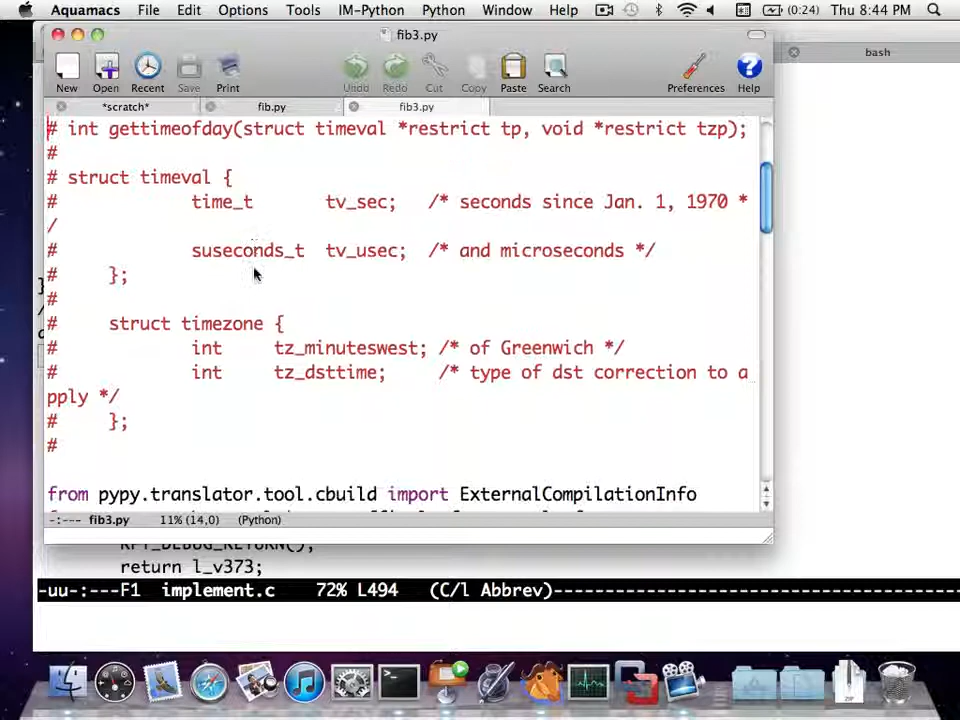 Aquamacs File Edit Options Tools IM-Python Python Window Help (0:24) Thu 8:44 PM
fib3.py
New Open Recent Save Print Undo Redo Cut Copy Paste Search Preferences Help
bash
*scratch* fib.py fib3.py
# int gettimeofday(struct timeval *restrict tp, void *restrict tzp);
#
# struct timeval {
# time_t tv_sec; /* seconds since Jan. 1, 1970 *
/
# suseconds_t tv_usec; /* and microseconds */
# };
#
# struct timezone {
# int tz_minuteswest; /* of Greenwich */
# int tz_dsttime; /* type of dst correction to a
pply */
# };
#
from pypy.translator.tool.cbuild import ExternalCompilationInfo
-:--- fib3.py 11% (14,0) (Python)
RPY_DEBUG_RETURN();
return l_v373;
-uu-:---F1 implement.c 72% L494 (C/l Abbrev)